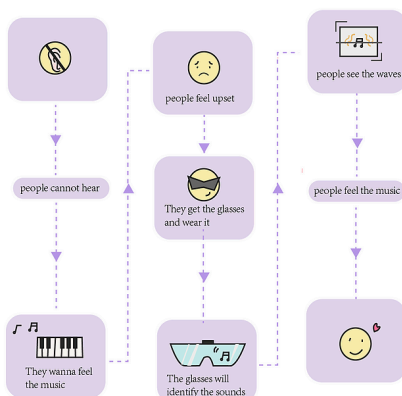 people cannot hear
They wanna feel
the music
people feel upset
They get the glasses
and wear it
The glasses will
identify the sounds
people see the waves
people feel the music